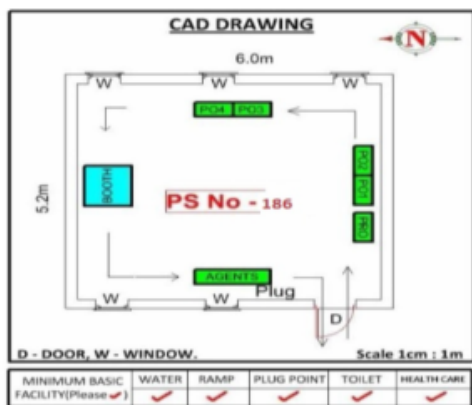 CAD DRAWING
N
6.0m
W W W
PO4 PO3
5.2m
BOOTH
PO2
PO1
PRO
PS No - 186
AGENTS
Plug
W W
D
D - DOOR, W - WINDOW.
Scale 1cm : 1m
MINIMUM BASIC FACILITY(Please ✓)
WATER RAMP PLUG POINT TOILET HEALTH CARE
✓ ✓ ✓ ✓ ✓